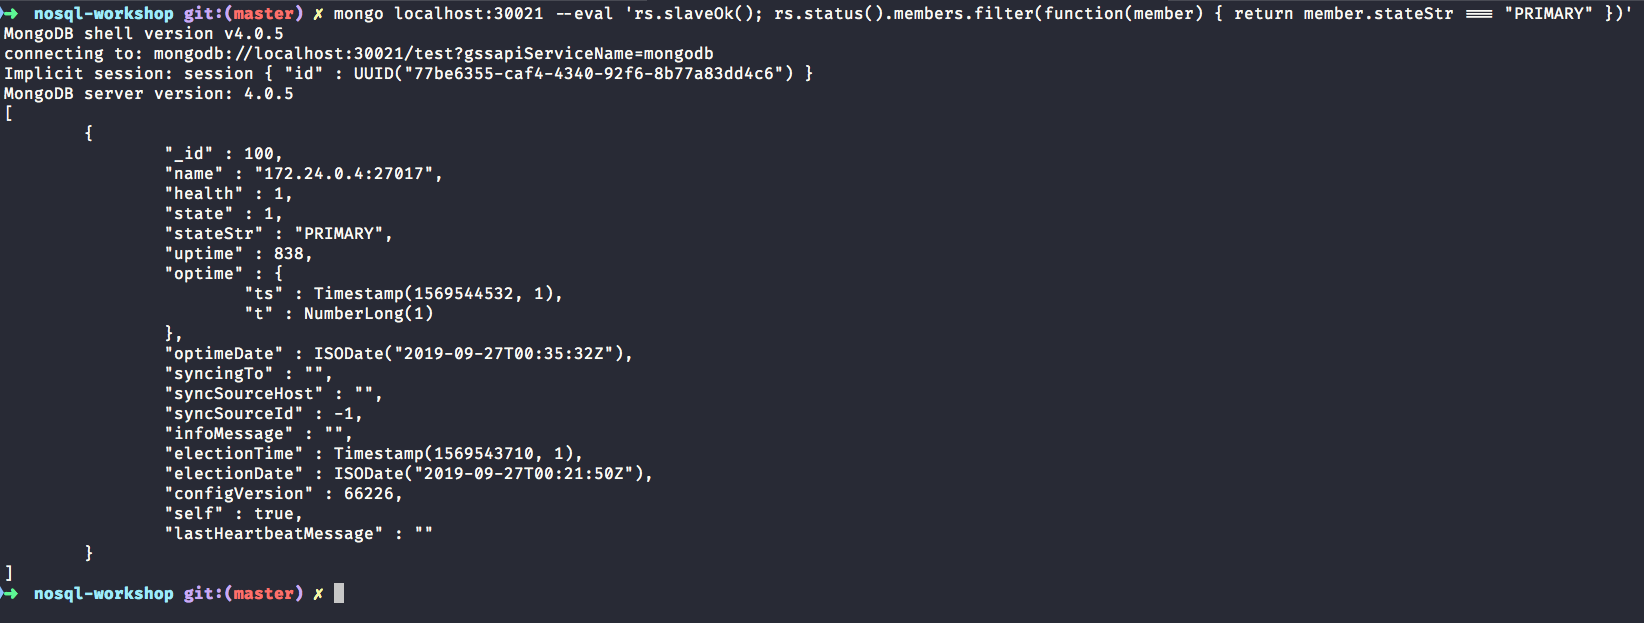 ➜  nosql-workshop git:(master) ✗ mongo localhost:30021 --eval 'rs.slaveOk(); rs.status().members.filter(function(member) { return member.stateStr === "PRIMARY" })'
MongoDB shell version v4.0.5
connecting to: mongodb://localhost:30021/test?gssapiServiceName=mongodb
Implicit session: session { "id" : UUID("77be6355-caf4-4340-92f6-8b77a83dd4c6") }
MongoDB server version: 4.0.5
[
        {
                "_id" : 100,
                "name" : "172.24.0.4:27017",
                "health" : 1,
                "state" : 1,
                "stateStr" : "PRIMARY",
                "uptime" : 838,
                "optime" : {
                        "ts" : Timestamp(1569544532, 1),
                        "t" : NumberLong(1)
                },
                "optimeDate" : ISODate("2019-09-27T00:35:32Z"),
                "syncingTo" : "",
                "syncSourceHost" : "",
                "syncSourceId" : -1,
                "infoMessage" : "",
                "electionTime" : Timestamp(1569543710, 1),
                "electionDate" : ISODate("2019-09-27T00:21:50Z"),
                "configVersion" : 66226,
                "self" : true,
                "lastHeartbeatMessage" : ""
        }
]
➜  nosql-workshop git:(master) ✗